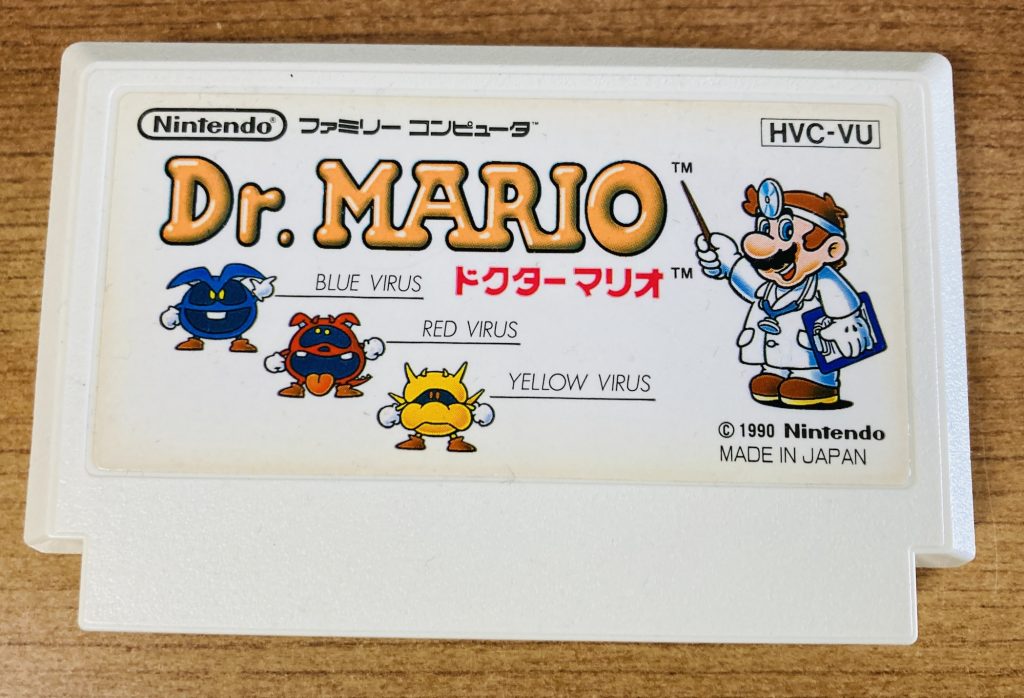 Nintendo® ファミリー コンピュータ™
HVC-VU
Dr. MARIO™
ドクターマリオ™
BLUE VIRUS
RED VIRUS
YELLOW VIRUS
© 1990 Nintendo
MADE IN JAPAN